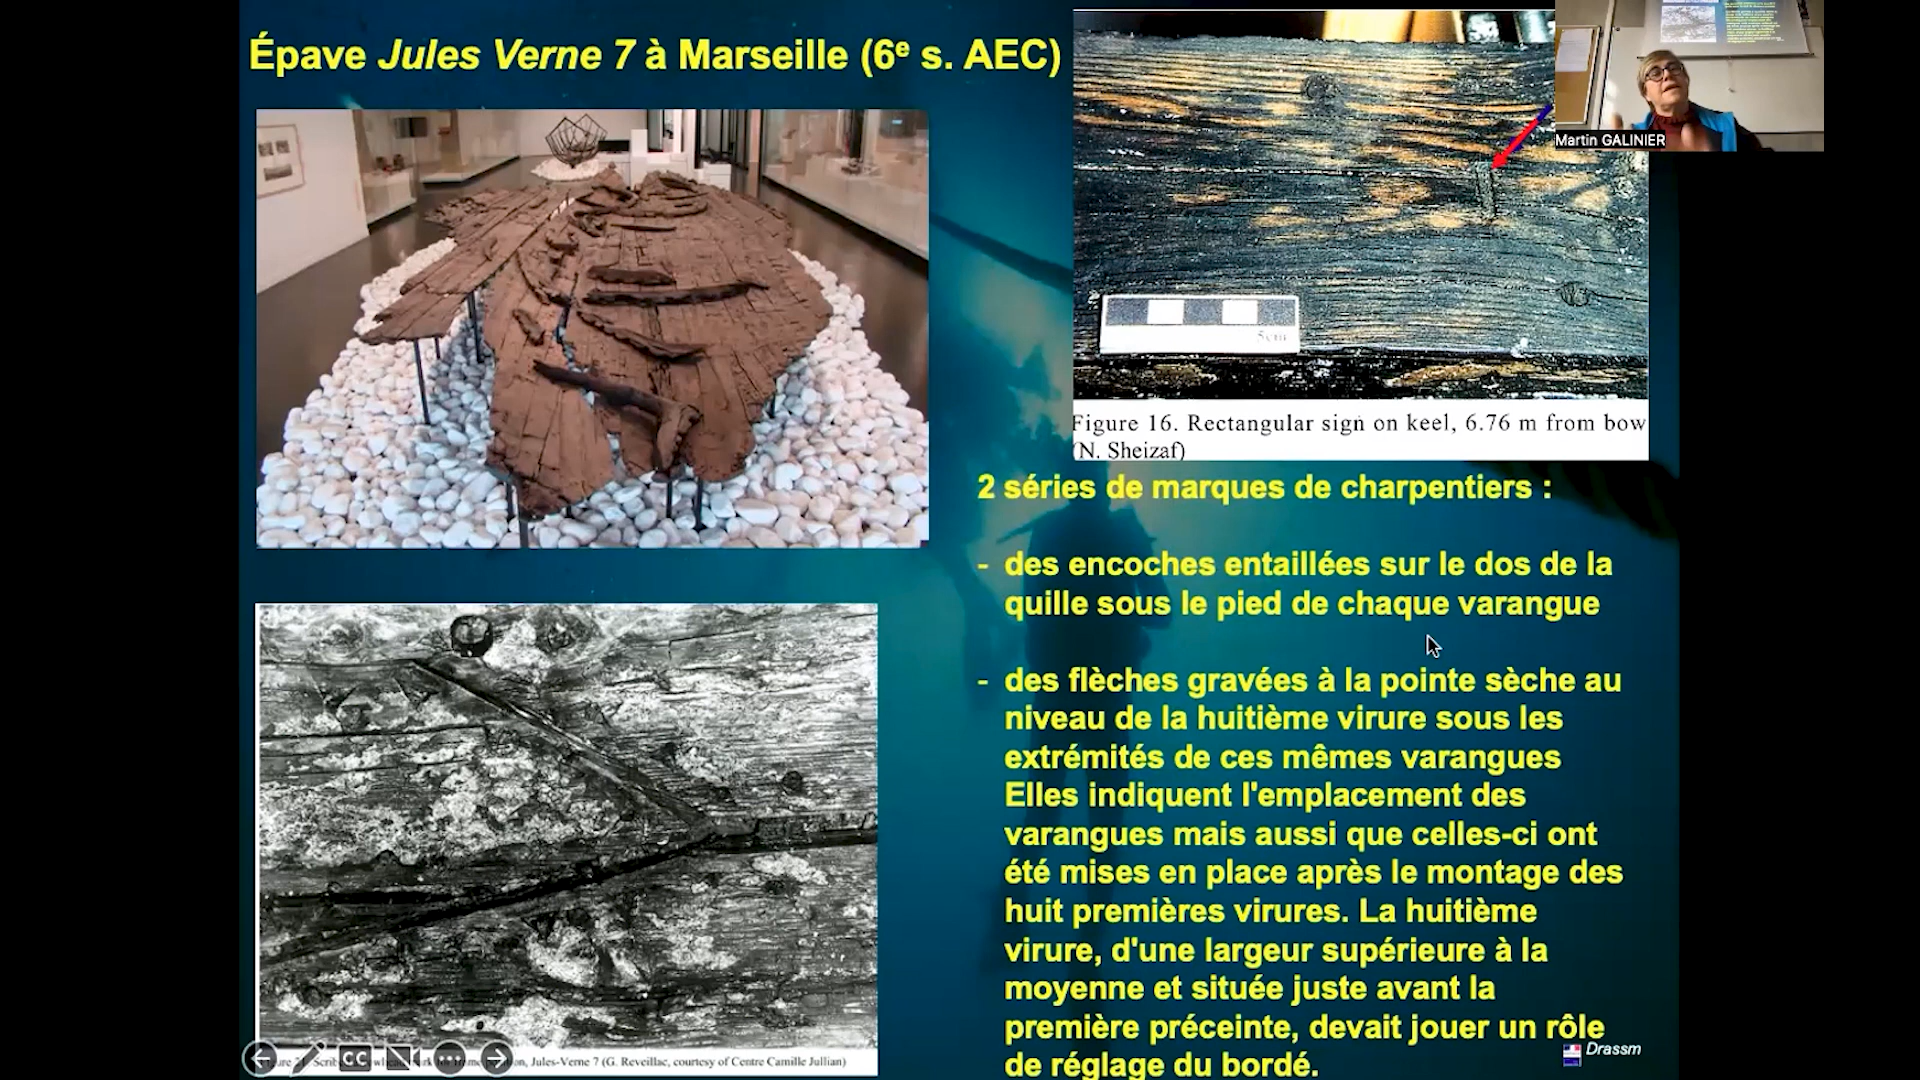 Épave Jules Verne 7 à Marseille (6e s. AEC)
Martin GALINIER
5cm
Figure 16. Rectangular sign on keel, 6.76 m from bow
(N. Sheizaf)
2 séries de marques de charpentiers :
- des encoches entaillées sur le dos de la
quille sous le pied de chaque varangue
- des flèches gravées à la pointe sèche au
niveau de la huitième virure sous les
extrémités de ces mêmes varangues
Elles indiquent l'emplacement des
varangues mais aussi que celles-ci ont
été mises en place après le montage des
huit premières virures. La huitième
virure, d'une largeur supérieure à la
moyenne et située juste avant la
première préceinte, devait jouer un rôle
de réglage du bordé.
Drassm
CC
Jules-Verne 7 (G. Reveillac, courtesy of Centre Camille Jullian)